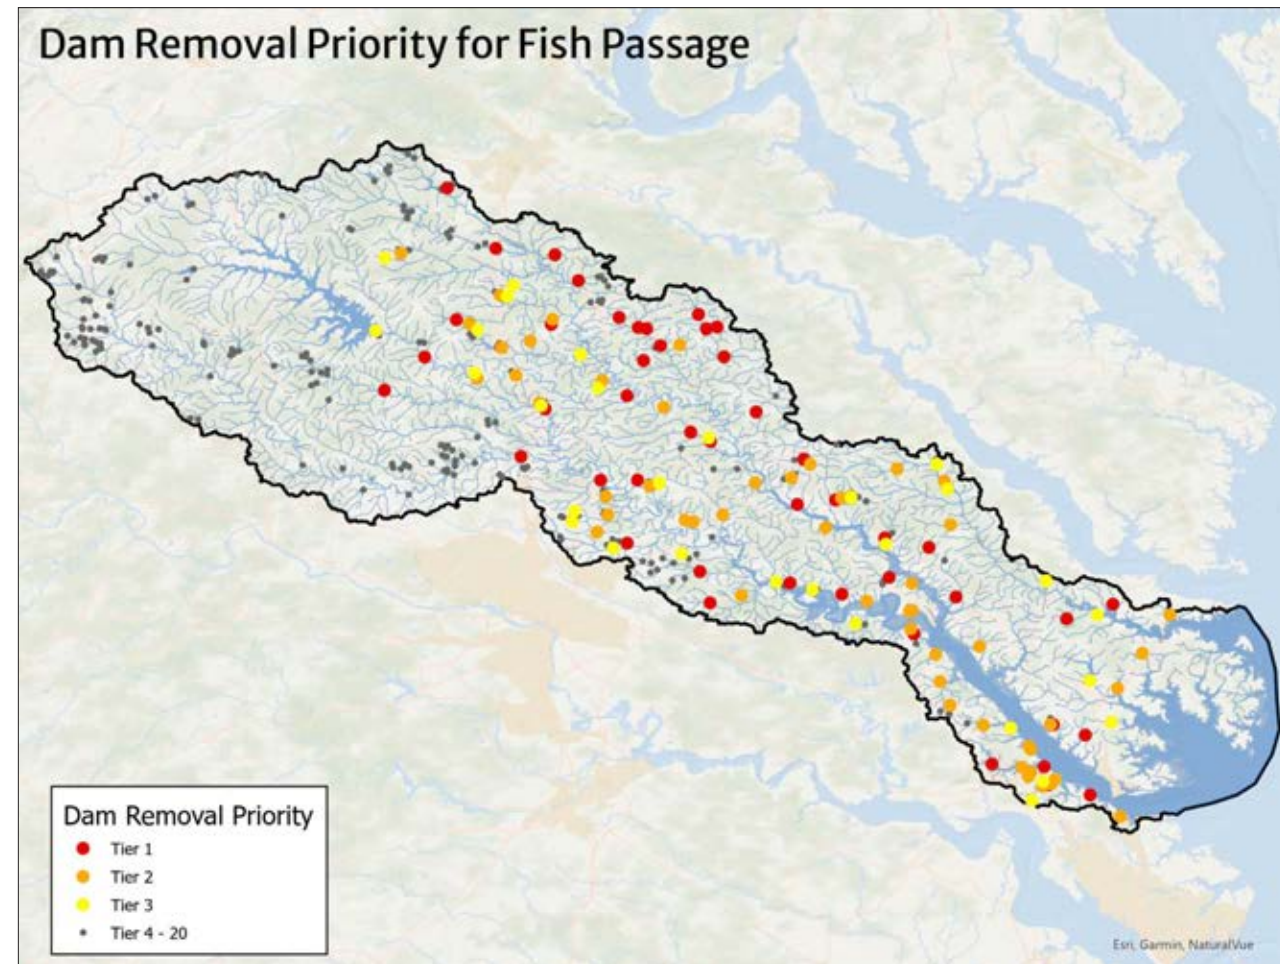 Dam Removal Priority for Fish Passage
Dam Removal Priority
Tier 1
Tier 2
Tier 3
Tier 4 - 20
Esri, Garmin, NaturalVue